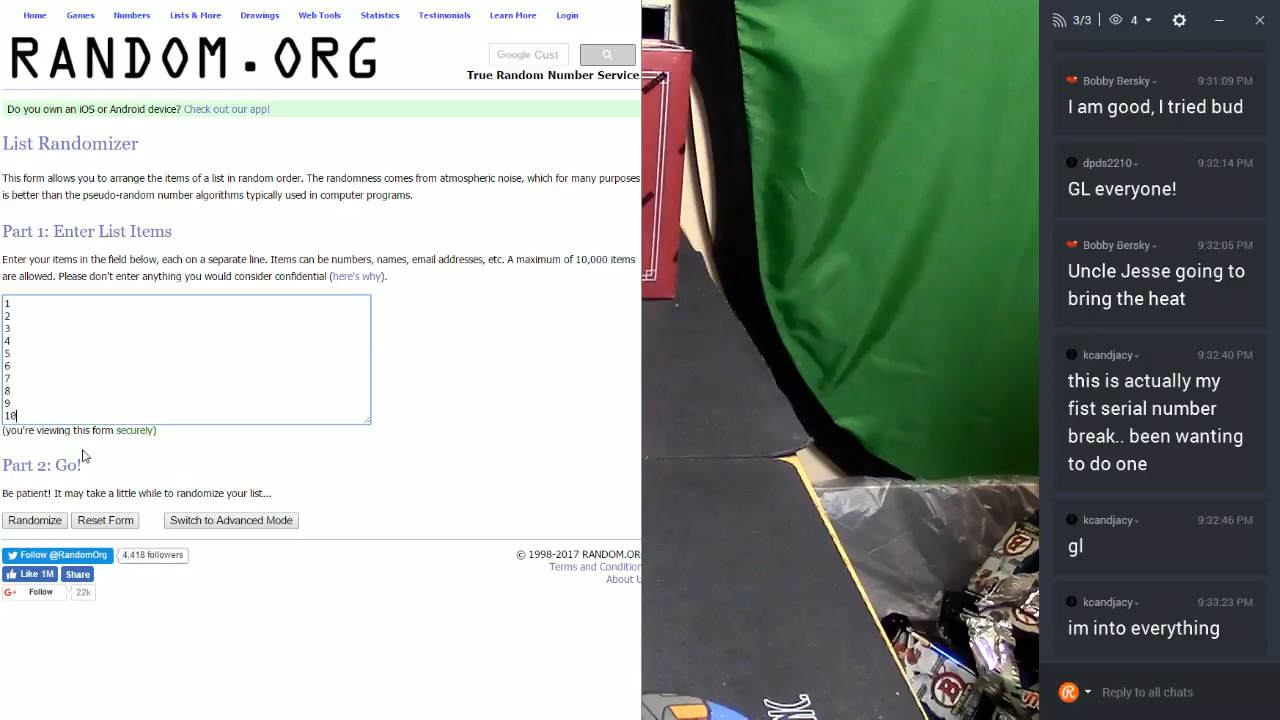 Home Games Numbers Lists & More Drawings Web Tools Statistics Testimonials Learn More Login
RANDOM.ORG
Google Cust
True Random Number Service
Do you own an iOS or Android device? Check out our app!
List Randomizer
This form allows you to arrange the items of a list in random order. The randomness comes from atmospheric noise, which for many purposes
is better than the pseudo-random number algorithms typically used in computer programs.
Part 1: Enter List Items
Enter your items in the field below, each on a separate line. Items can be numbers, names, email addresses, etc. A maximum of 10,000 items
are allowed. Please don't enter anything you would consider confidential (here's why).
1
2
3
4
5
6
7
8
9
10
(you're viewing this form securely)
Part 2: Go!
Be patient! It may take a little while to randomize your list...
Randomize Reset Form Switch to Advanced Mode
Follow @RandomOrg 4,418 followers
Like 1M Share
G+ Follow 22k
© 1998-2017 RANDOM.OR
Terms and Condition
About U
3/3 4
Bobby Bersky 9:31:09 PM
I am good, I tried bud
dpds2210 9:32:14 PM
GL everyone!
Bobby Bersky 9:32:05 PM
Uncle Jesse going to
bring the heat
kcandjacy 9:32:40 PM
this is actually my
fist serial number
break.. been wanting
to do one
kcandjacy 9:32:46 PM
gl
kcandjacy 9:33:23 PM
im into everything
Reply to all chats